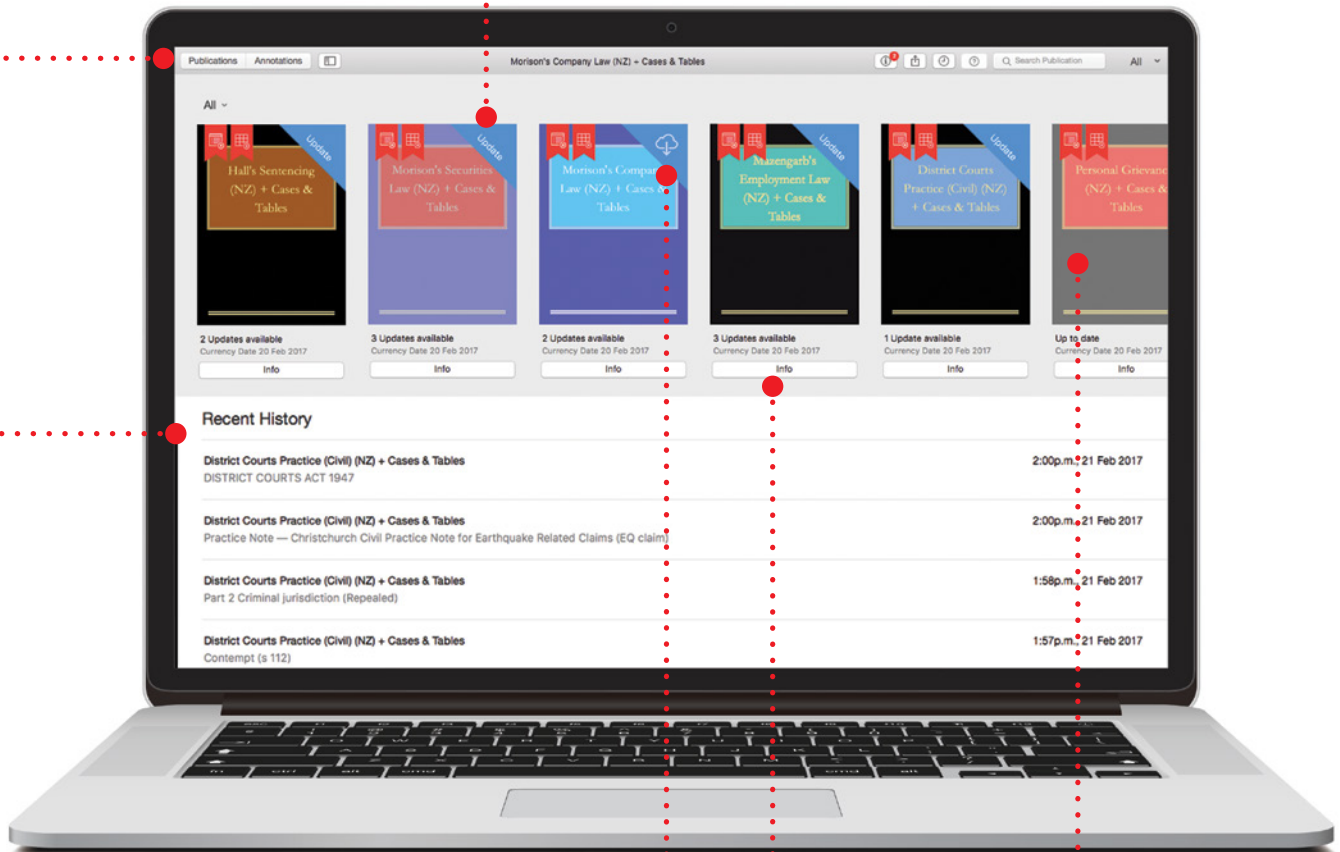 Publications Annotations Morison's Company Law (NZ) + Cases & Tables Search Publication All
All
Update
Hall's Sentencing
(NZ) + Cases &
Tables
Update
Morison's Securities
Law (NZ) + Cases &
Tables
Morison's Company
Law (NZ) + Cases &
Tables
Update
Mazengarb's
Employment Law
(NZ) + Cases &
Tables
Update
District Courts
Practice (Civil) (NZ)
+ Cases & Tables
Personal Grievanc
(NZ) + Cases &
Tables
2 Updates available
Currency Date 20 Feb 2017
Info
3 Updates available
Currency Date 20 Feb 2017
Info
2 Updates available
Currency Date 20 Feb 2017
Info
3 Updates available
Currency Date 20 Feb 2017
Info
1 Update available
Currency Date 20 Feb 2017
Info
Up to date
Currency Date 20 Feb 2017
Info
Recent History
District Courts Practice (Civil) (NZ) + Cases & Tables 2:00p.m., 21 Feb 2017
DISTRICT COURTS ACT 1947
District Courts Practice (Civil) (NZ) + Cases & Tables 2:00p.m., 21 Feb 2017
Practice Note — Christchurch Civil Practice Note for Earthquake Related Claims (EQ claim)
District Courts Practice (Civil) (NZ) + Cases & Tables 1:58p.m., 21 Feb 2017
Part 2 Criminal jurisdiction (Repealed)
District Courts Practice (Civil) (NZ) + Cases & Tables 1:57p.m., 21 Feb 2017
Contempt (s 112)
fn ctrl alt cmd cmd alt